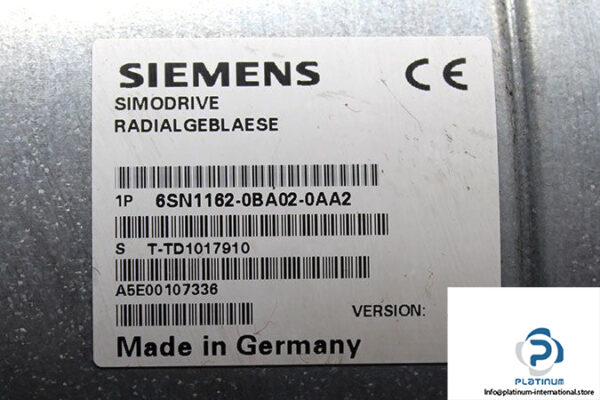 SIEMENS CE
SIMODRIVE
RADIALGEBLAESE
1P 6SN1162-0BA02-0AA2
S T-TD1017910
A5E00107336
VERSION:
Made in Germany
PLATINUM
Info@platinum-international.store